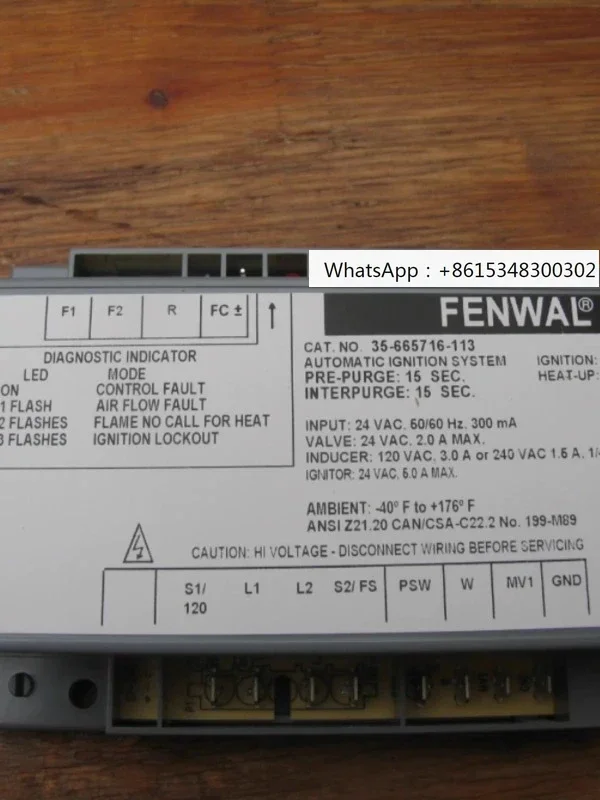 WhatsApp : +8615348300302
F1 F2 R FC ± ↑
DIAGNOSTIC INDICATOR
LED MODE
ON CONTROL FAULT
1 FLASH AIR FLOW FAULT
2 FLASHES FLAME NO CALL FOR HEAT
3 FLASHES IGNITION LOCKOUT
FENWAL®
CAT. NO. 35-665716-113
AUTOMATIC IGNITION SYSTEM IGNITION:
PRE-PURGE: 15 SEC. HEAT-UP:
INTERPURGE: 15 SEC.
INPUT: 24 VAC, 50/60 Hz, 300 mA
VALVE: 24 VAC, 2.0 A MAX.
INDUCER: 120 VAC, 3.0 A or 240 VAC 1.5 A, 1/
IGNITOR: 24 VAC, 5.0 A MAX.
AMBIENT: -40º F to +176º F
ANSI Z21.20 CAN/CSA-C22.2 No. 199-M89
CAUTION: HI VOLTAGE - DISCONNECT WIRING BEFORE SERVICING
S1/ L1 L2 S2/ FS PSW W MV1 GND
120